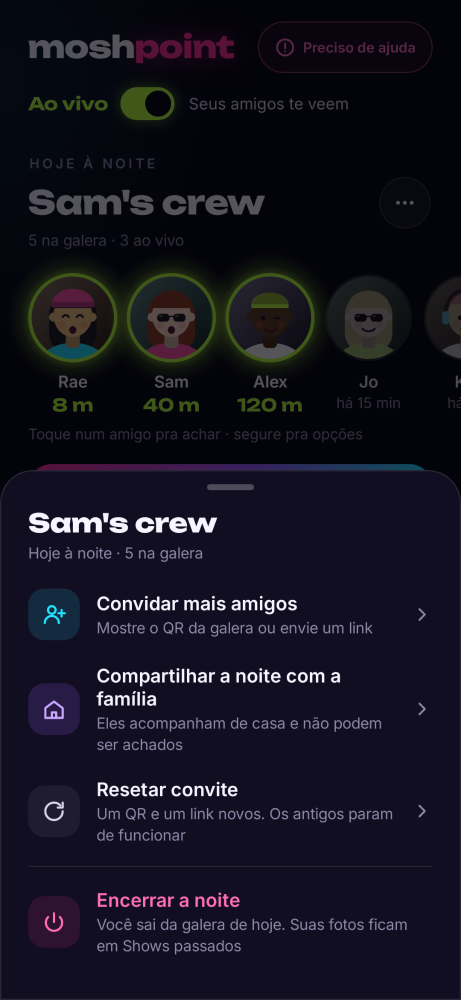 moshpoint
Preciso de ajuda
Ao vivo
Seus amigos te veem
HOJE À NOITE
Sam's crew
5 na galera · 3 ao vivo
Rae
Sam
Alex
Jo
8 m
40 m
120 m
há 15 min
Toque num amigo pra achar · segure pra opções
Sam's crew
Hoje à noite · 5 na galera
Convidar mais amigos
Mostre o QR da galera ou envie um link
Compartilhar a noite com a
família
Eles acompanham de casa e não podem
ser achados
Resetar convite
Um QR e um link novos. Os antigos param
de funcionar
Encerrar a noite
Você sai da galera de hoje. Suas fotos ficam
em Shows passados